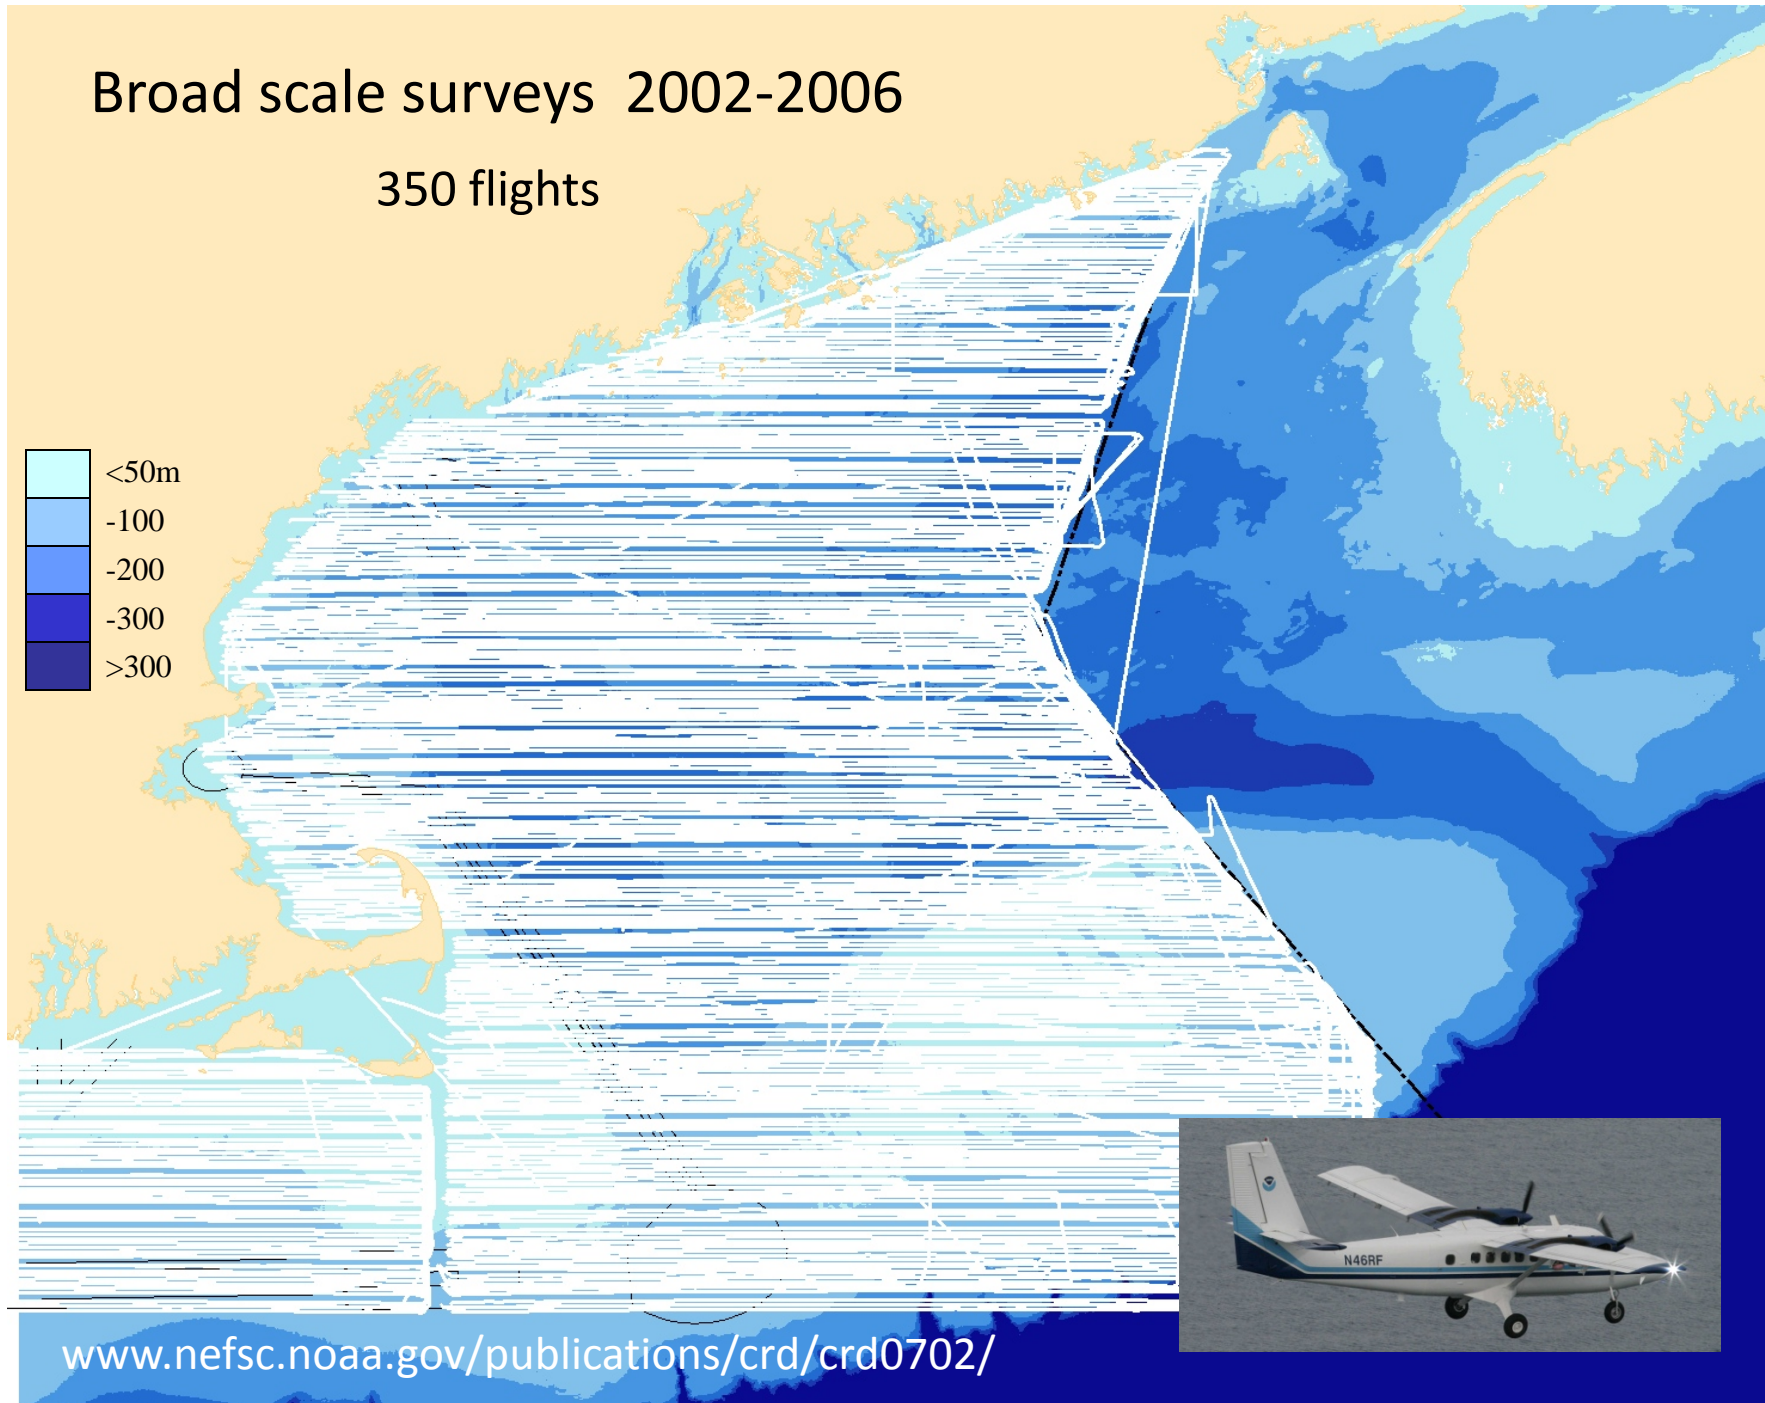 Broad scale surveys 2002-2006
350 flights
<50m
-100
-200
-300
>300
N46RF
www.nefsc.noaa.gov/publications/crd/crd0702/